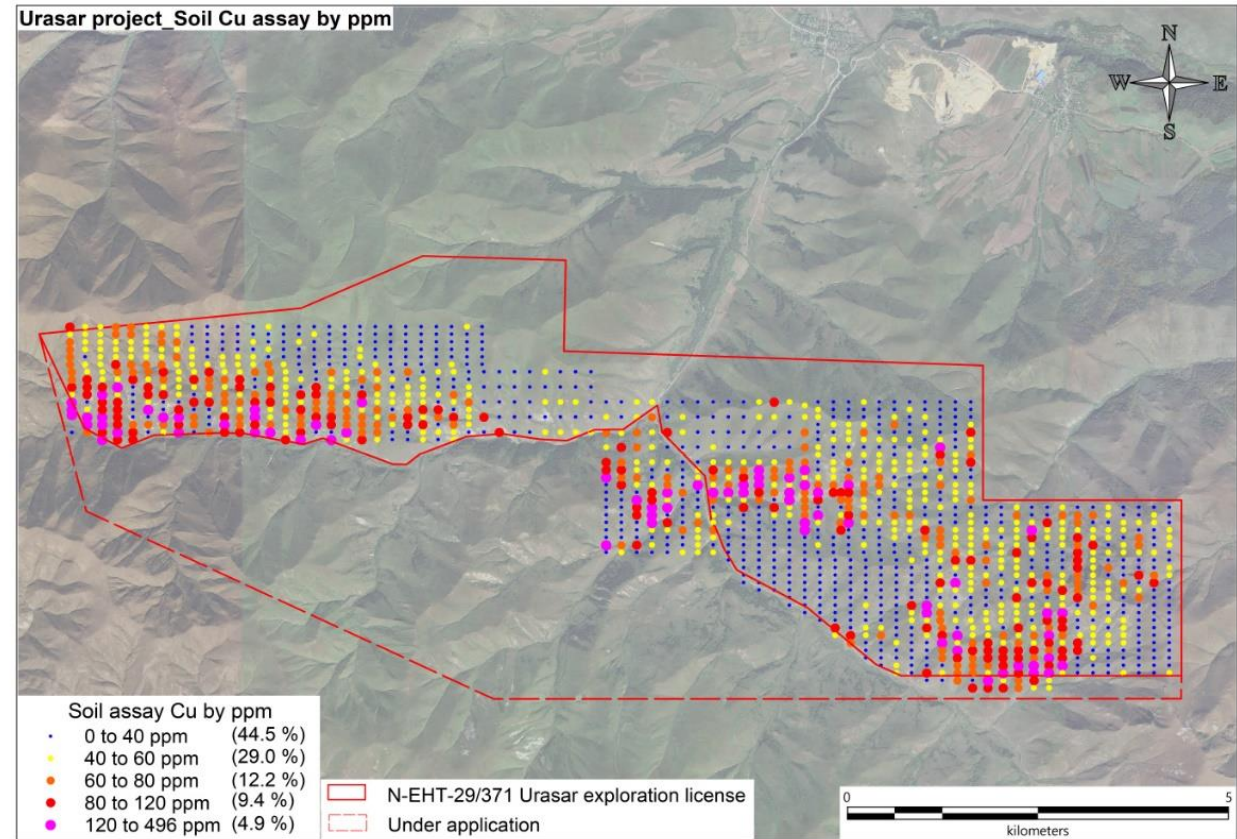 Urasar project_Soil Cu assay by ppm
N
W E
S
Soil assay Cu by ppm
0 to 40 ppm (44.5 %)
40 to 60 ppm (29.0 %)
60 to 80 ppm (12.2 %)
80 to 120 ppm (9.4 %)
120 to 496 ppm (4.9 %)
N-EHT-29/371 Urasar exploration license
Under application
0 5
kilometers